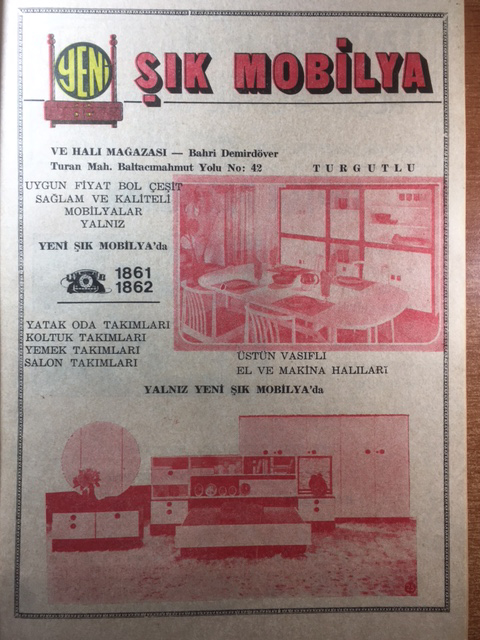 YENİ
ŞIK MOBİLYA
VE HALI MAĞAZASI — Bahri Demirdöver
Turan Mah. Baltacımahmut Yolu No: 42 TURGUTLU
UYGUN FİYAT BOL ÇEŞİT
SAĞLAM VE KALİTELİ
MOBİLYALAR
YALNIZ
YENİ ŞIK MOBİLYA'da
1861
1862
YATAK ODA TAKIMLARI
KOLTUK TAKIMLARI
YEMEK TAKIMLARI
SALON TAKIMLARI
ÜSTÜN VASIFLI
EL VE MAKİNA HALILARI
YALNIZ YENİ ŞIK MOBİLYA'da